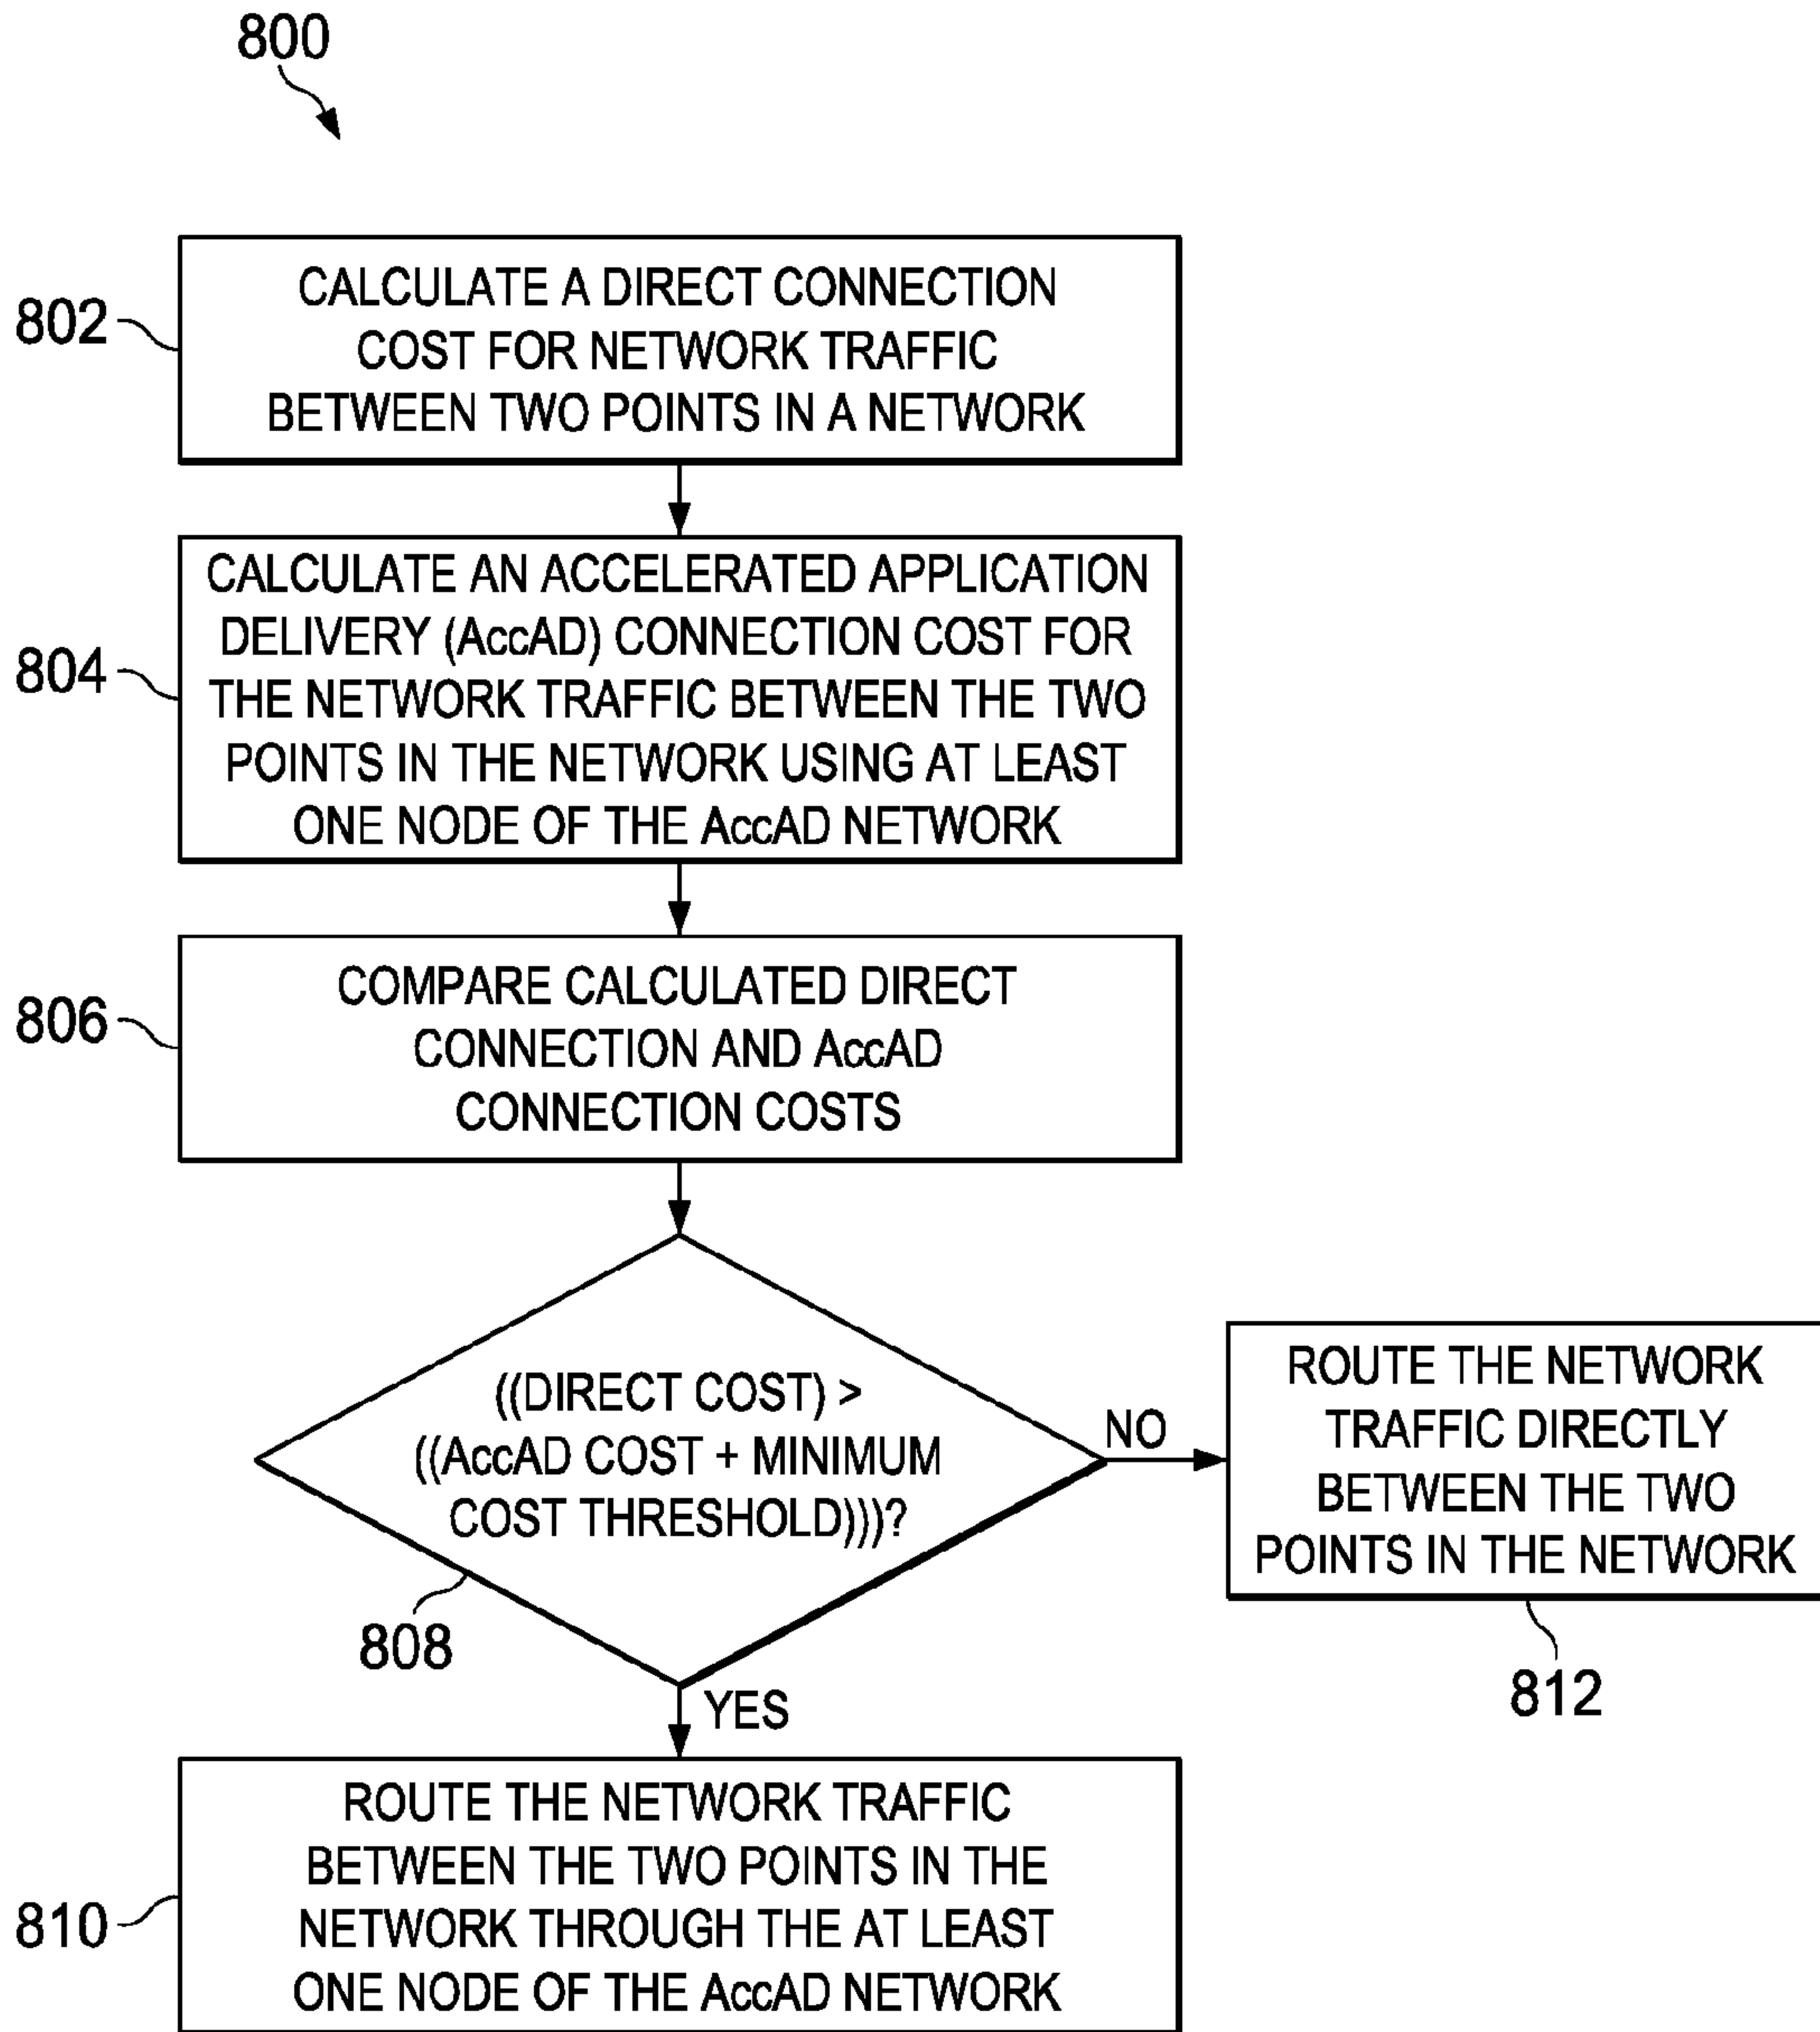 800
802
CALCULATE A DIRECT CONNECTION
COST FOR NETWORK TRAFFIC
BETWEEN TWO POINTS IN A NETWORK
804
CALCULATE AN ACCELERATED APPLICATION
DELIVERY (AccAD) CONNECTION COST FOR
THE NETWORK TRAFFIC BETWEEN THE TWO
POINTS IN THE NETWORK USING AT LEAST
ONE NODE OF THE AccAD NETWORK
806
COMPARE CALCULATED DIRECT
CONNECTION AND AccAD
CONNECTION COSTS
((DIRECT COST) >
((AccAD COST + MINIMUM
COST THRESHOLD)))?
808
NO
ROUTE THE NETWORK
TRAFFIC DIRECTLY
BETWEEN THE TWO
POINTS IN THE NETWORK
812
YES
810
ROUTE THE NETWORK TRAFFIC
BETWEEN THE TWO POINTS IN THE
NETWORK THROUGH THE AT LEAST
ONE NODE OF THE AccAD NETWORK